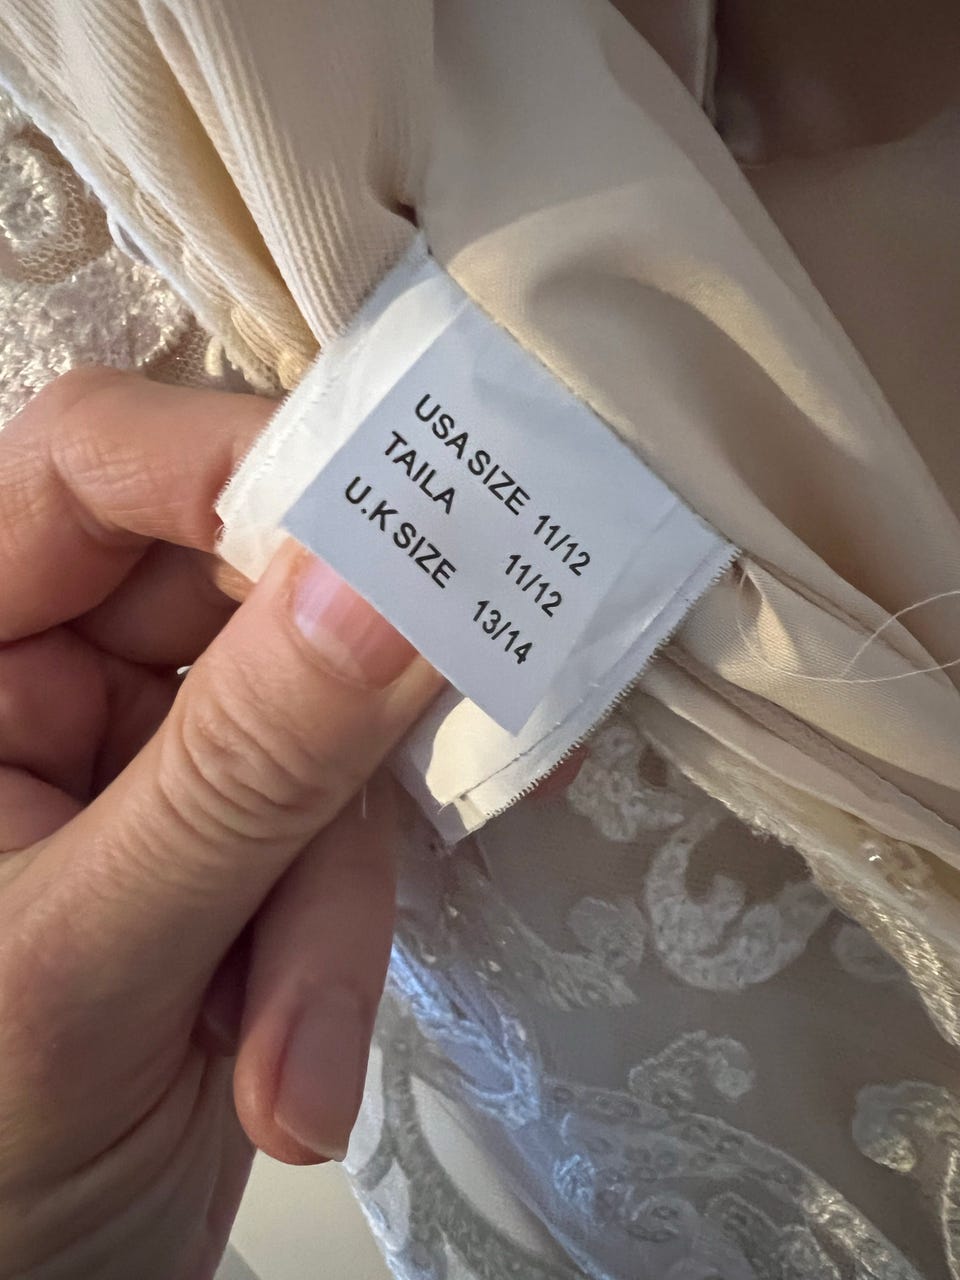 USA SIZE 11/12
TAILA 11/12
U.K SIZE 13/14